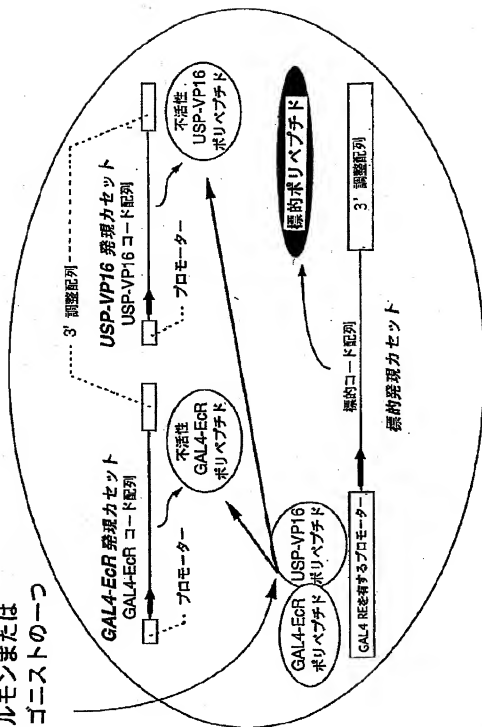 ルモンまたは
ゴニストの一つ
3' 調整配列
GAL4-EcR 発現カセット
GAL4-EcR コード配列
プロモーター
不活性
GAL4-EcR
ポリペプチド
USP-VP16 発現カセット
USP-VP16 コード配列
プロモーター
不活性
USP-VP16
ポリペプチド
GAL4-EcR
ポリペプチド
USP-VP16
ポリペプチド
標的ポリペプチド
GAL4 REを有するプロモーター
標的コード配列
3' 調整配列
標的発現カセット